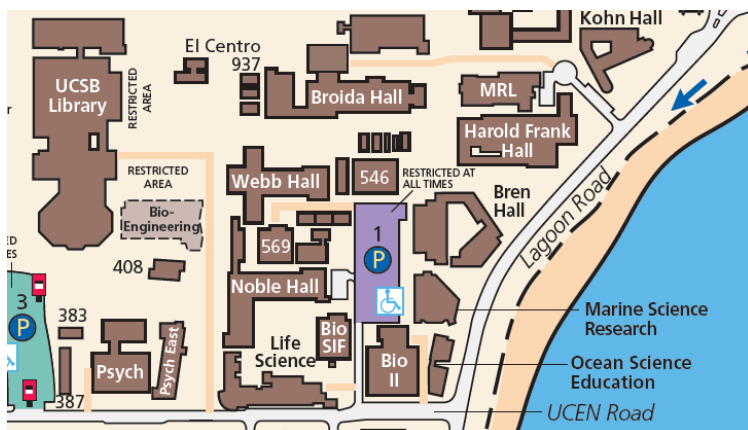 Kohn Hall
El Centro
937
UCSB
Library
RESTRICTED
AREA
Broida Hall
MRL
Harold Frank
Hall
RESTRICTED
AREA
Webb Hall
546
RESTRICTED AT
ALL TIMES
Bren
Hall
Lagoon Road
Bio-
Engineering
569
1
P
408
Noble Hall
3
P
383
Marine Science
Research
Life
Science
Bio
SIF
Bio
II
Psych
Psych East
Ocean Science
Education
387
UCEN Road